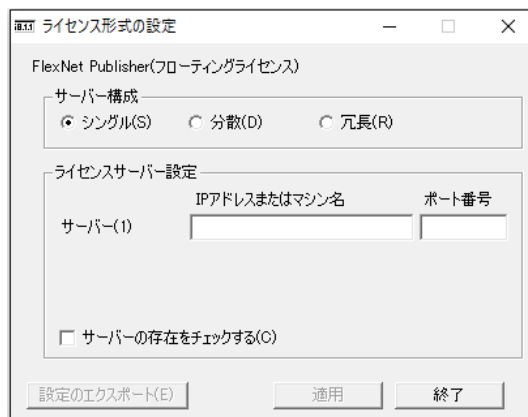 i8.1.1 ライセンス形式の設定
FlexNet Publisher(フローティングライセンス)
サーバー構成
シングル(S) 分散(D) 冗長(R)
ライセンスサーバー設定
IPアドレスまたはマシン名 ポート番号
サーバー(1)
サーバーの存在をチェックする(C)
設定のエクスポート(E) 適用 終了